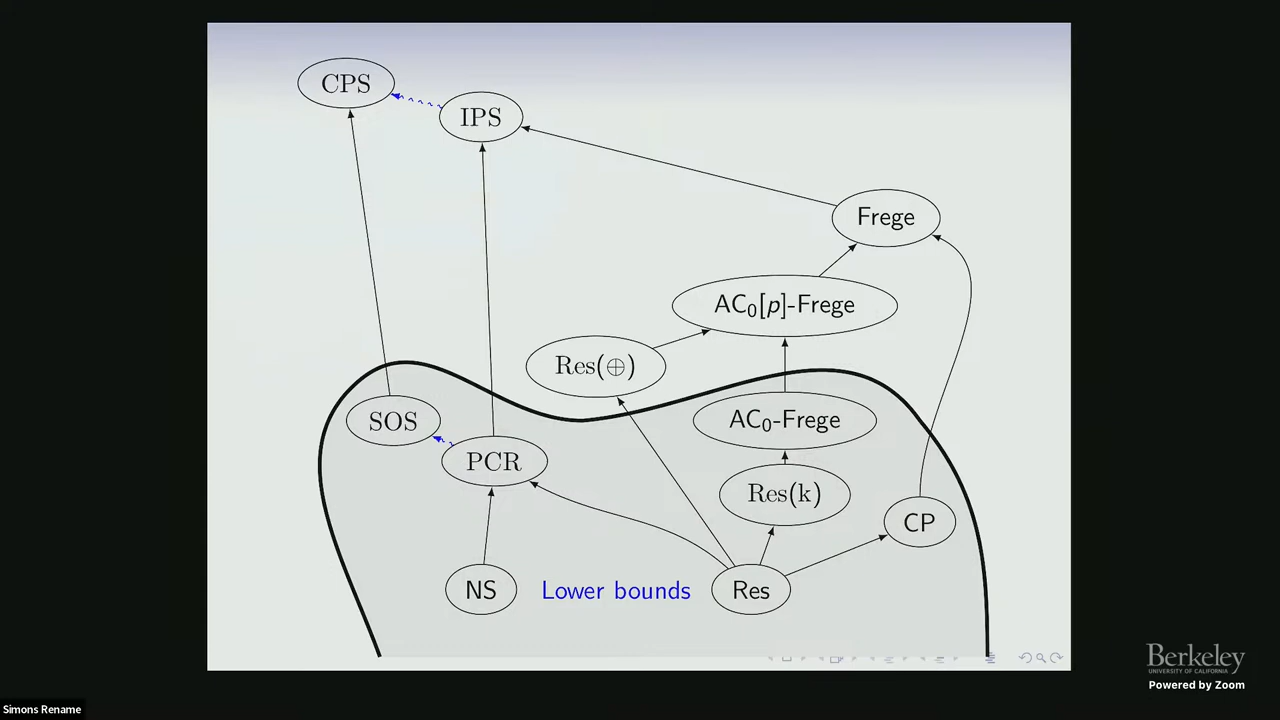 CPS
IPS
Frege
AC₀[p]-Frege
Res(⊕)
SOS
AC₀-Frege
PCR
Res(k)
CP
NS
Lower bounds
Res
Berkeley
UNIVERSITY OF CALIFORNIA
Powered by Zoom
Simons Rename